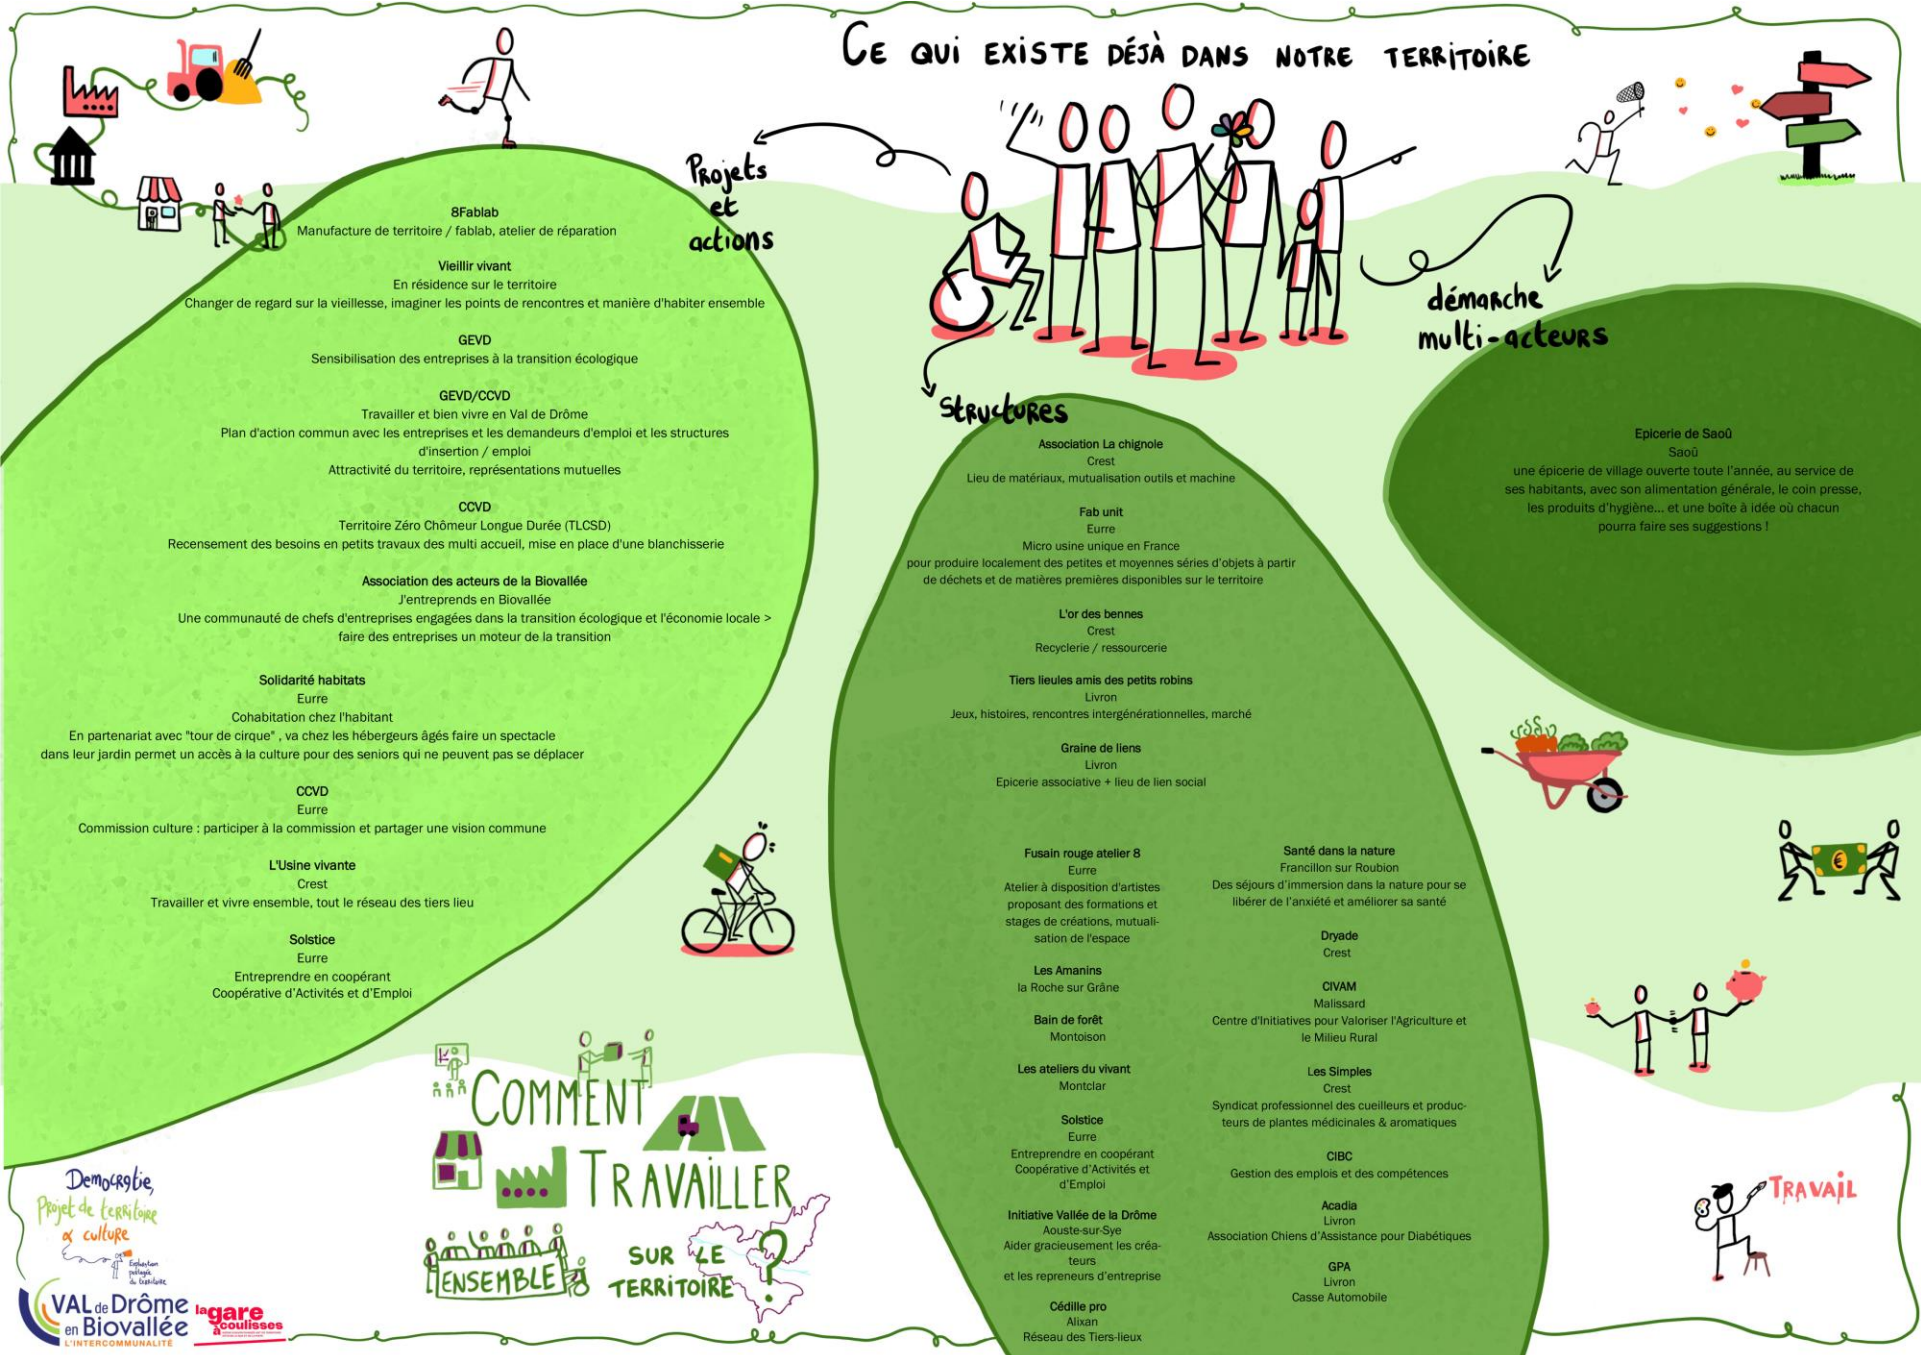 CE QUI EXISTE DÉJÀ DANS NOTRE TERRITOIRE
Projets
et
actions
8Fablab
Manufacture de territoire / fablab, atelier de réparation
Vieillir vivant
En résidence sur le territoire
Changer de regard sur la vieillesse, imaginer les points de rencontres et manière d'habiter ensemble
GEVD
Sensibilisation des entreprises à la transition écologique
GEVD/CCVD
Travailler et bien vivre en Val de Drôme
Plan d'action commun avec les entreprises et les demandeurs d'emploi et les structures
d'insertion / emploi
Attractivité du territoire, représentations mutuelles
CCVD
Territoire Zéro Chômeur Longue Durée (TLCSD)
Recensement des besoins en petits travaux des multi accueil, mise en place d'une blanchisserie
Association des acteurs de la Biovallée
J'entreprends en Biovallée
Une communauté de chefs d'entreprises engagées dans la transition écologique et l'économie locale >
faire des entreprises un moteur de la transition
Solidarité habitats
Eurre
Cohabitation chez l'habitant
En partenariat avec "tour de cirque" , va chez les hébergeurs âgés faire un spectacle
dans leur jardin permet un accès à la culture pour des seniors qui ne peuvent pas se déplacer
CCVD
Eurre
Commission culture : participer à la commission et partager une vision commune
L'Usine vivante
Crest
Travailler et vivre ensemble, tout le réseau des tiers lieu
Solstice
Eurre
Entreprendre en coopérant
Coopérative d'Activités et d'Emploi
structures
Association La chignole
Crest
Lieu de matériaux, mutualisation outils et machine
Fab unit
Eurre
Micro usine unique en France
pour produire localement des petites et moyennes séries d'objets à partir
de déchets et de matières premières disponibles sur le territoire
L'or des bennes
Crest
Recyclerie / ressourcerie
Tiers lieules amis des petits robins
Livron
Jeux, histoires, rencontres intergénérationnelles, marché
Graine de liens
Livron
Epicerie associative + lieu de lien social
Fusain rouge atelier 8
Eurre
Atelier à disposition d'artistes
proposant des formations et
stages de créations, mutuali-
sation de l'espace
Les Amanins
la Roche sur Grâne
Bain de forêt
Montoison
Les ateliers du vivant
Montclar
Solstice
Eurre
Entreprendre en coopérant
Coopérative d'Activités et
d'Emploi
Initiative Vallée de la Drôme
Aouste-sur-Sye
Aider gracieusement les créa-
teurs
et les repreneurs d'entreprise
Cédille pro
Alixan
Réseau des Tiers-lieux
Santé dans la nature
Francillon sur Roubion
Des séjours d'immersion dans la nature pour se
libérer de l'anxiété et améliorer sa santé
Dryade
Crest
CIVAM
Malissard
Centre d'Initiatives pour Valoriser l'Agriculture et
le Milieu Rural
Les Simples
Crest
Syndicat professionnel des cueilleurs et produc-
teurs de plantes médicinales & aromatiques
CIBC
Gestion des emplois et des compétences
Acadia
Livron
Association Chiens d'Assistance pour Diabétiques
GPA
Livron
Casse Automobile
démarche
multi-acteurs
Epicerie de Saoû
Saoû
une épicerie de village ouverte toute l'année, au service de
ses habitants, avec son alimentation générale, le coin presse,
les produits d'hygiène... et une boîte à idée où chacun
pourra faire ses suggestions !
COMMENT
TRAVAILLER
ENSEMBLE
SUR LE
TERRITOIRE ?
TRAVAIL
Democratie,
Projet de territoire
& culture
Exploration
partagée
du territoire
VAL de Drôme
en Biovallée
L'INTERCOMMUNALITÉ
la gare
à coulisses